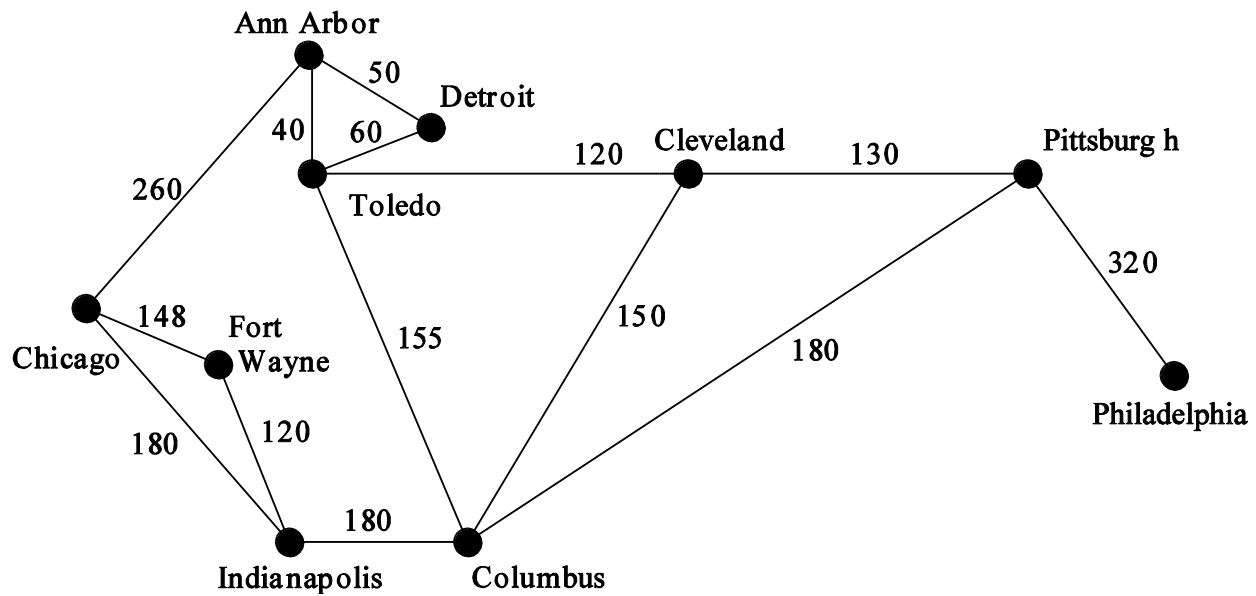 Ann Arbor
50
Detroit
40
60
120
Cleveland
130
Pittsburg h
260
Toledo
320
148
Fort
Wayne
Chicago
155
150
180
Philadelphia
180
120
180
Indianapolis
Columbus